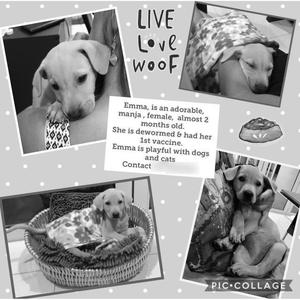 LIVE
Love
WOOF
Emma, is an adorable,
manja , female, almost 2
months old.
She is dewormed & had her
1st vaccine.
Emma is playful with dogs
and cats
Contact
PIC•COLLAGE